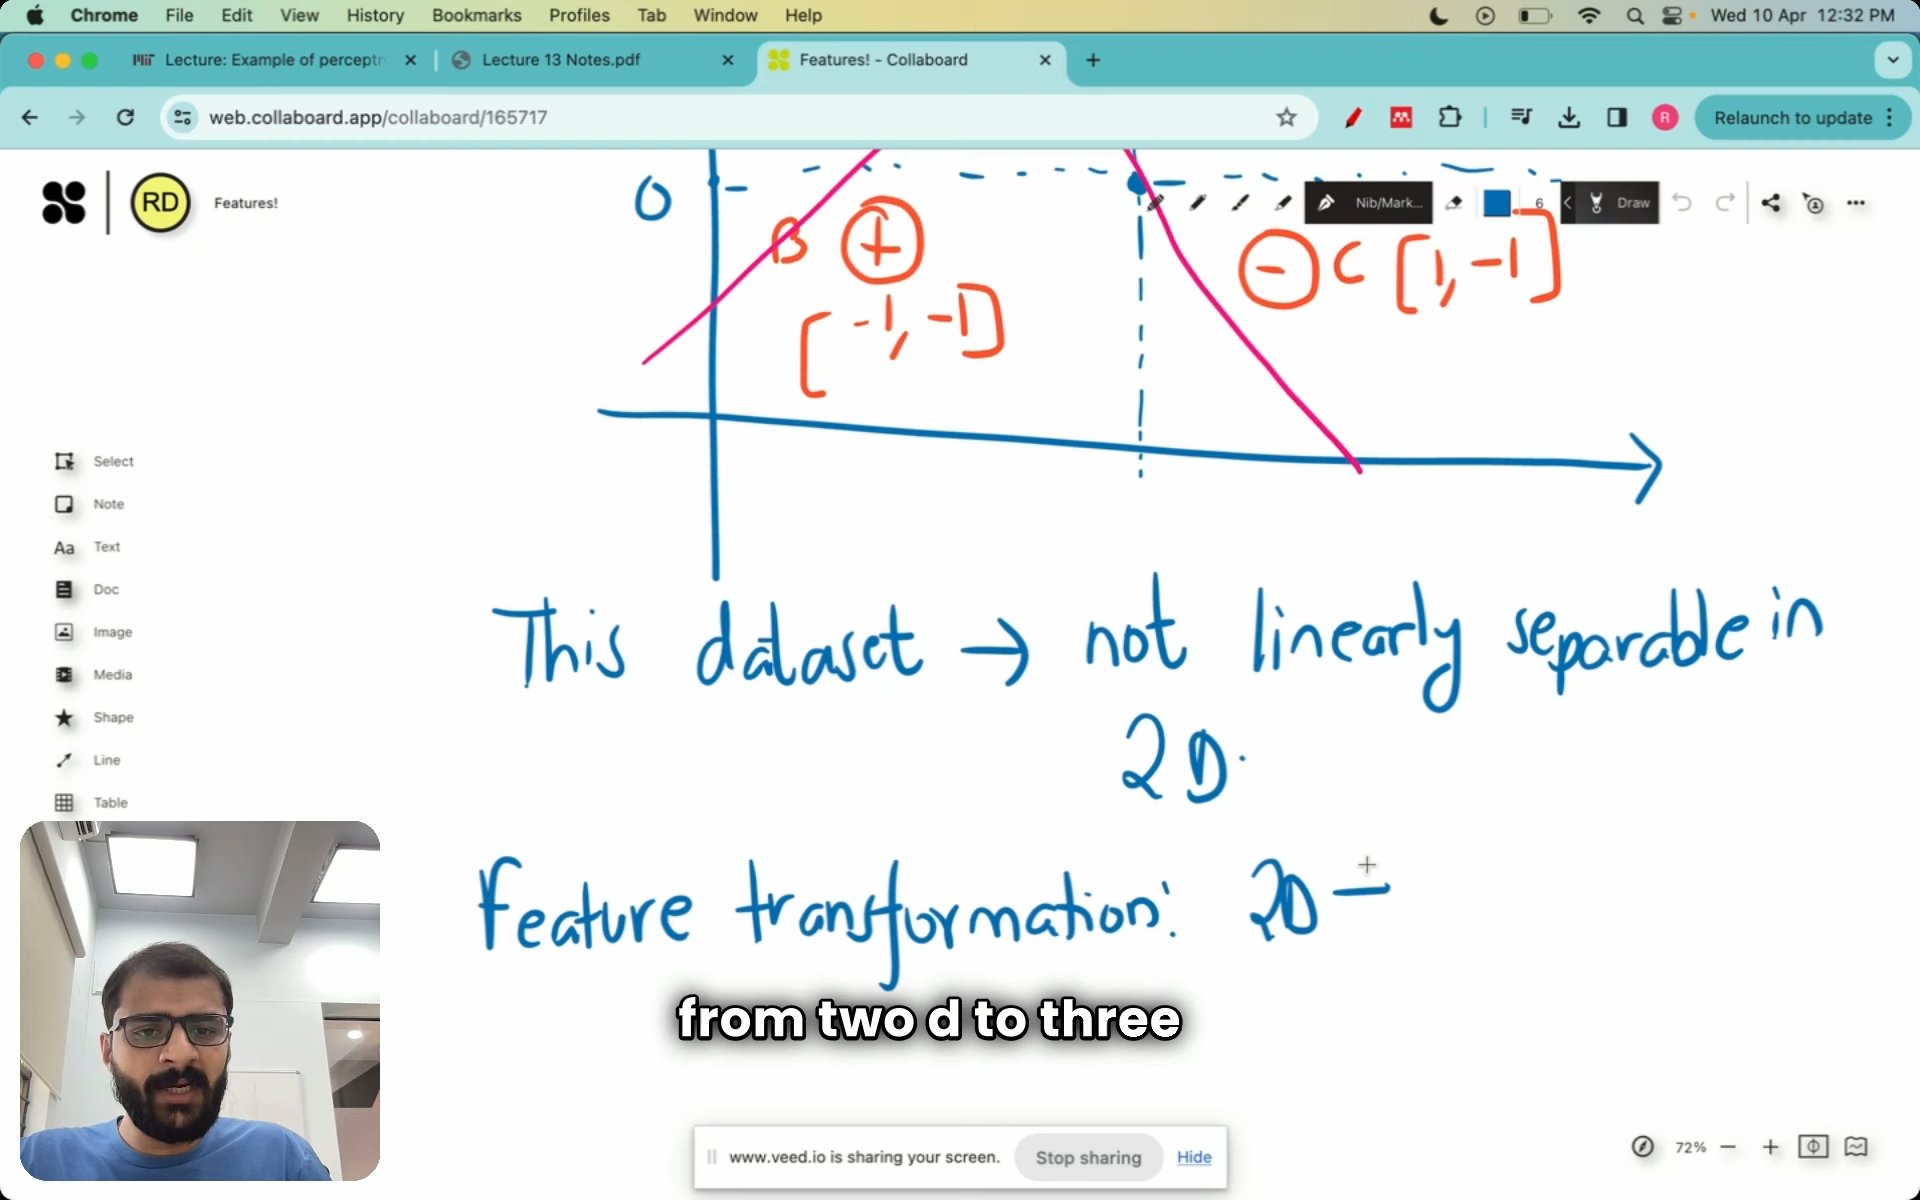 Chrome File Edit View History Bookmarks Profiles Tab Window Help Wed 10 Apr 12:32 PM
MiT Lecture: Example of perceptr Lecture 13 Notes.pdf Features! - Collaboard
web.collaboard.app/collaboard/165717 R Relaunch to update
RD Features! Nib/Mark... 6 Draw
0
B + - C [1, -1]
[-1, -1]
Select
Note
Text
Doc
Image
Media
Shape
Line
Table
This dataset → not linearly separable in
2D.
Feature transformation: 2D —
from two d to three
www.veed.io is sharing your screen. Stop sharing Hide
72%